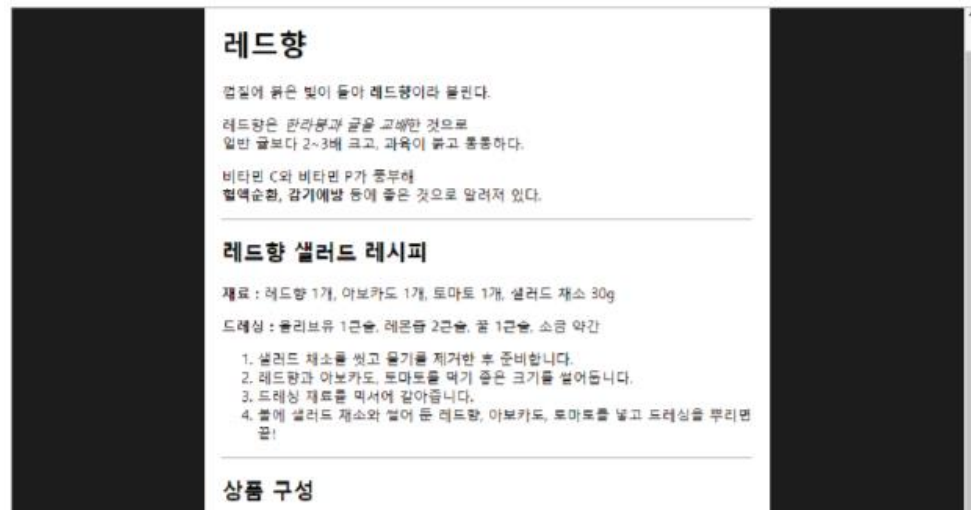 레드향
껍질에 붉은 빛이 돌아 레드향이라 불린다.
레드향은 한라봉과 귤을 교배한 것으로
일반 귤보다 2~3배 크고, 과육이 붉고 통통하다.
비타민 C와 비타민 P가 풍부해
혈액순환, 감기예방 등에 좋은 것으로 알려져 있다.
레드향 샐러드 레시피
재료 : 레드향 1개, 아보카도 1개, 토마토 1개, 샐러드 채소 30g
드레싱 : 올리브유 1큰술, 레몬즙 2큰술, 꿀 1큰술, 소금 약간
1. 샐러드 채소를 씻고 물기를 제거한 후 준비합니다.
2. 레드향과 아보카도, 토마토를 먹기 좋은 크기를 썰어둡니다.
3. 드레싱 재료를 믹서에 갈아줍니다.
4. 볼에 샐러드 채소와 썰어 둔 레드향, 아보카도, 토마토를 넣고 드레싱을 뿌리면
끝!
상품 구성